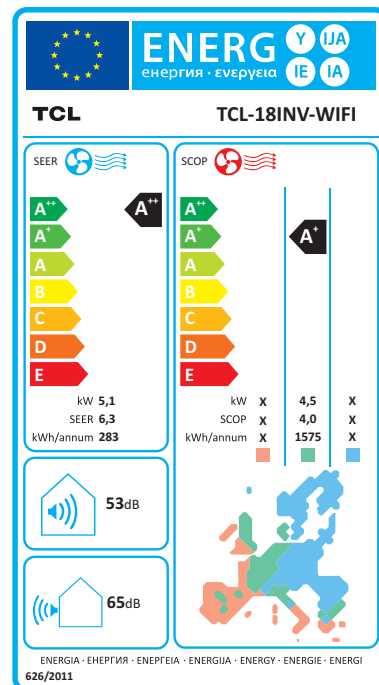 ENERG Y IJA
енергия · ενεργεια IE IA
TCL TCL-18INV-WIFI
SEER
A++ A++
A+
A
B
C
D
E
kW 5,1
SEER 6,3
kWh/annum 283
SCOP
A++
A+ A+
A
B
C
D
E
kW X 4,5 X
SCOP X 4,0 X
kWh/annum X 1575 X
53dB
65dB
ENERGIA · ЕНЕРГИЯ · ΕΝΕΡΓΕΙΑ · ENERGIJA · ENERGY · ENERGIE · ENERGI
626/2011